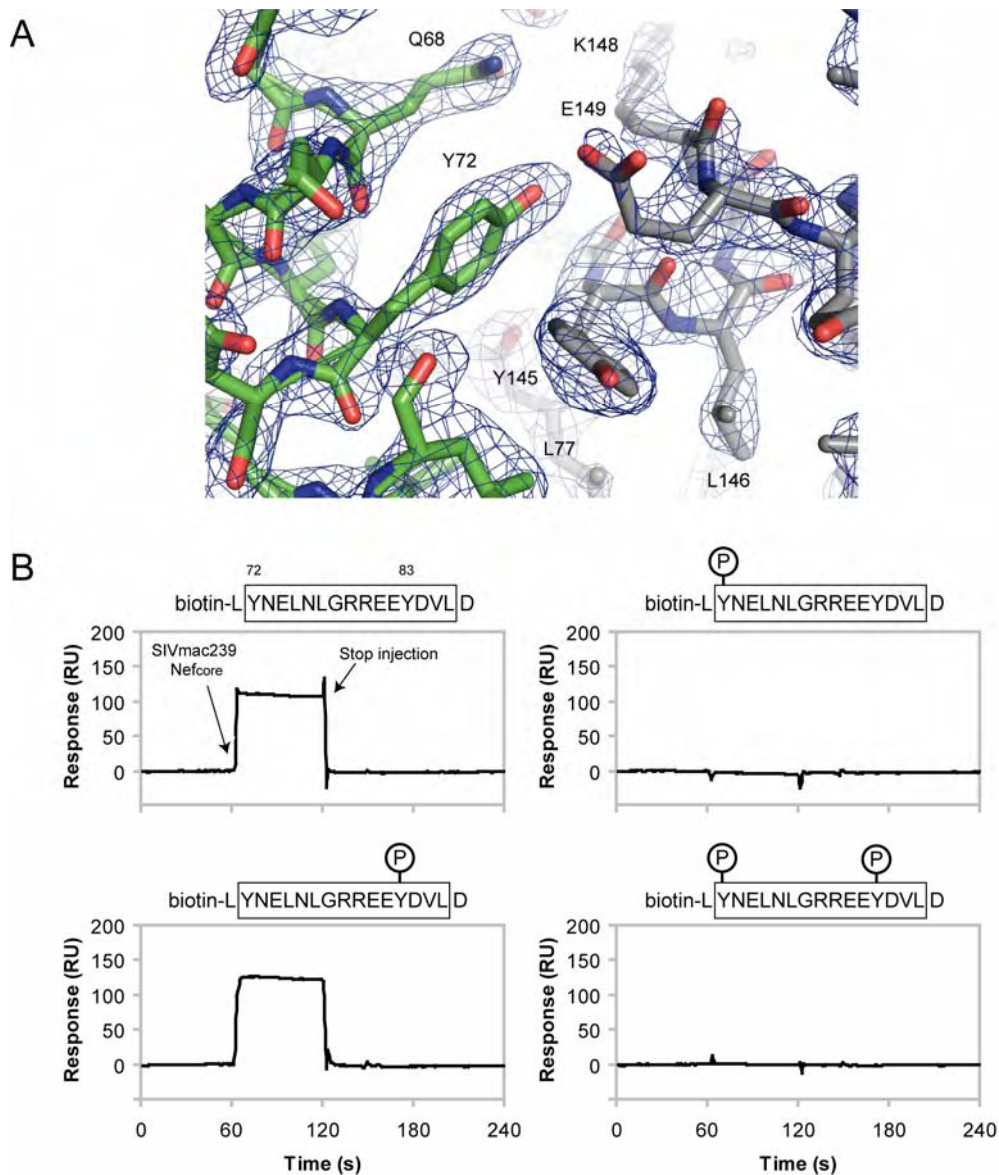 A
Q68
K148
E149
Y72
Y145
L77
L146
B
72 83
biotin-L YNELNLGRREEYDVL D
P
biotin-L YNELNLGRREEYDVL D
200
150
100
50
0
Response (RU)
SIVmac239
Nefcore
Stop injection
200
150
100
50
0
Response (RU)
P
biotin-L YNELNLGRREEYDVL D
P P
biotin-L YNELNLGRREEYDVL D
200
150
100
50
0
Response (RU)
0 60 120 180 240
Time (s)
200
150
100
50
0
Response (RU)
0 60 120 183 240
Time (s)